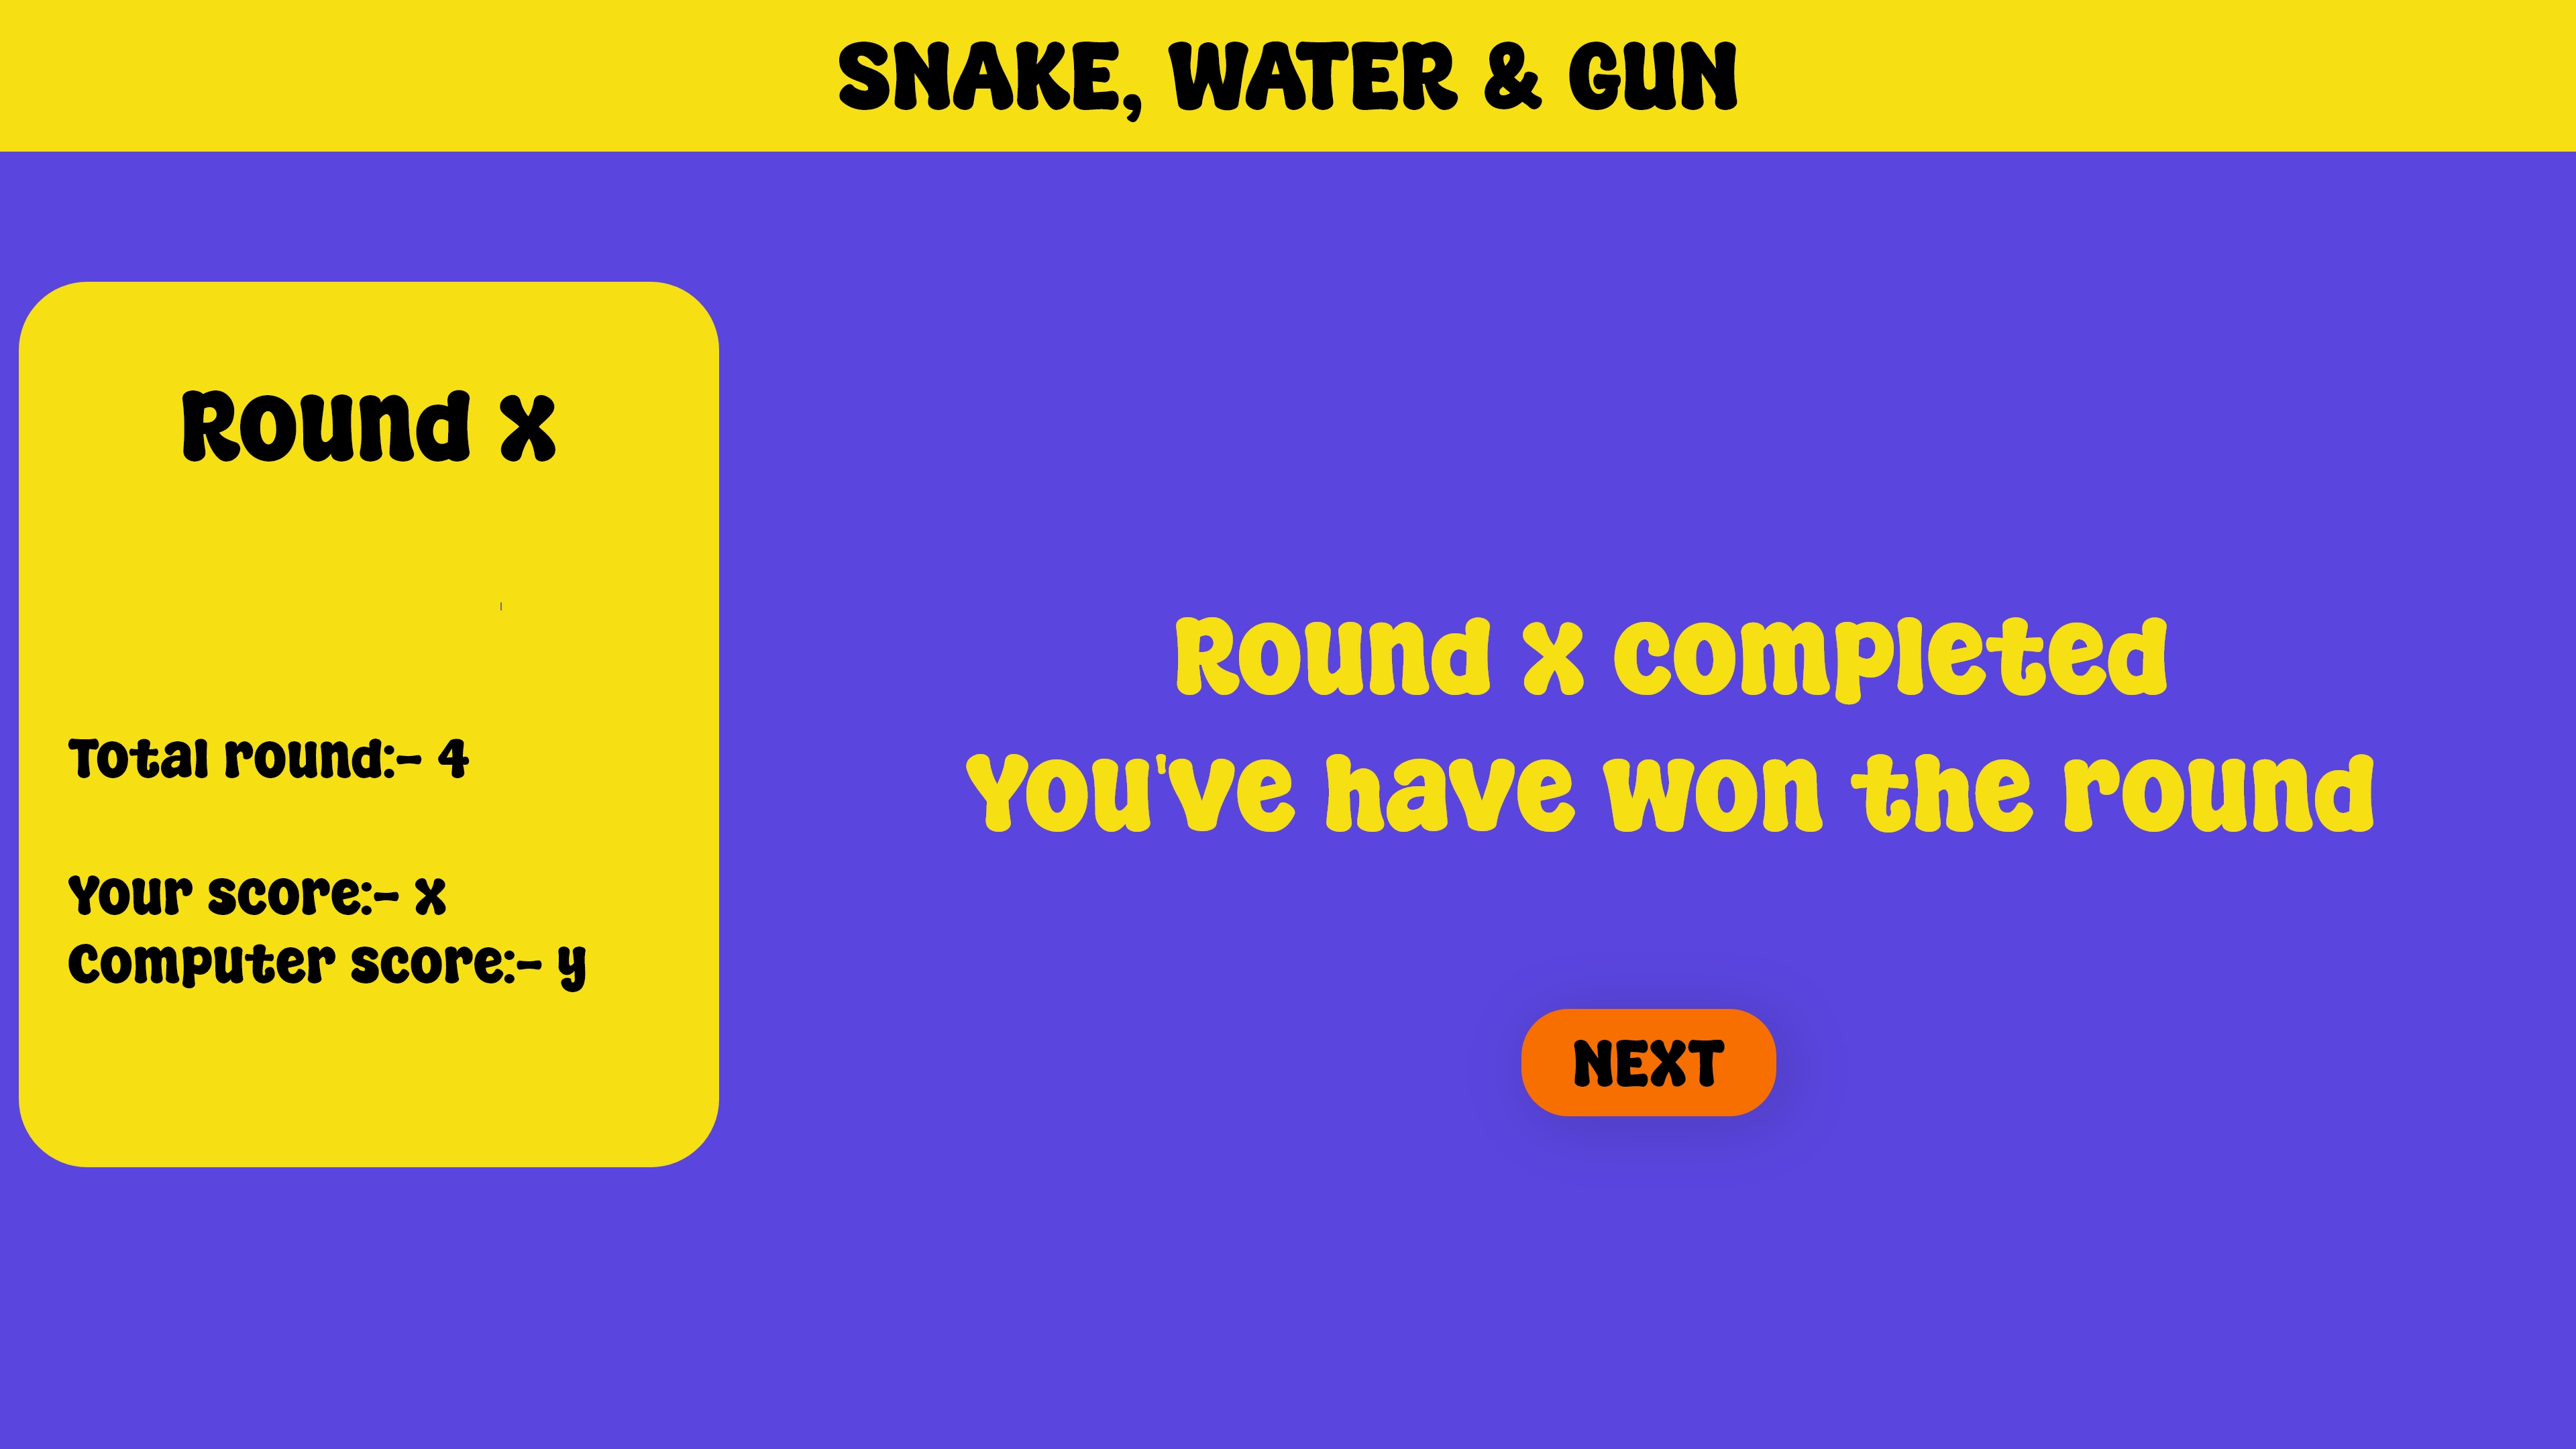 SNAKE, WATER & GUN
Round x
Total round:- 4
Your score:- x
Computer score:- y
Round x completed
You've have won the round
NEXT